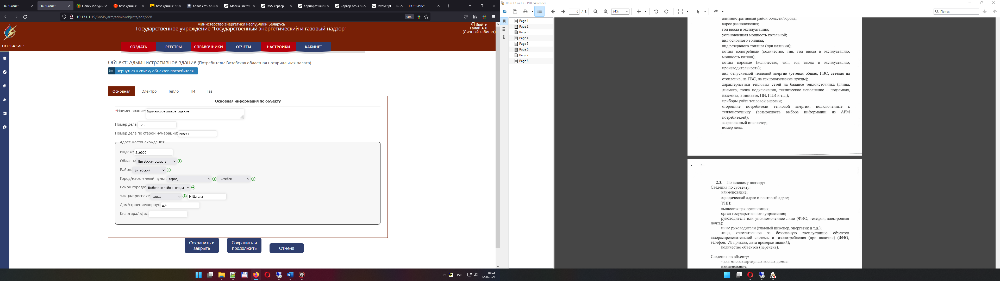 ПО "Базис"
ПО "Базис"
Поиск юридич
база данных —
база данных pn
Какие есть onlin
Mozilla Firefox —
DNS-сервер —
Корпоративная
Сервер базы да
JavaScript — Ви
ПО "Базис"
10.171.1.15/BASIS_arm/admin/objects/edit/228
90%
Министерство энергетики Республики Беларусь
Государственное учреждение "Государственный энергетический и газовый надзор"
Выйти
Галай А.Л.
(Личный кабинет)
ПО "БАЗИС"
СОЗДАТЬ
РЕЕСТРЫ
СПРАВОЧНИКИ
ОТЧЁТЫ
НАСТРОЙКИ
КАБИНЕТ
Объект: Административное здание (Потребитель: Витебская областная нотариальная палата)
Вернуться к списку объектов потребителя
Основная
Электро
Тепло
ТИ
Газ
Основная информация по объекту
*Наименование: Административное здание
Номер дела: 123
Номер дела по старой нумерации: 6859-1
Адрес местонахождения:
Индекс: 210000
Область: Витебская область
Район: Витебский
Город/населенный пункт: город Витебск
Район города: Выберите район города
Улица/проспект: улица М.Шагала
Дом/строение/корпус: д.4
Квартира/офис:
Сохранить и закрыть
Сохранить и продолжить
Отмена
РУС
15:02
12.11.2021
03-6 ТЗ от ГУ - PDF24 Reader
6 / 8
74%
Поиск
Page 1
Page 2
Page 3
Page 4
Page 5
Page 6
Page 7
Page 8
административный район области/города;
адрес расположения;
год ввода в эксплуатацию;
установленная мощность котельной;
вид основного топлива;
вид резервного топлива (при наличии);
котлы водогрейные (количество, тип, год ввода в эксплуатацию,
мощность котлов);
котлы паровые (количество, тип, год ввода в эксплуатацию,
производительность);
вид отпускаемой тепловой энергии (сетевая общая, ГВС, сетевая на
отопление, на ГВС, на технологические нужды);
характеристики тепловых сетей на балансе теплоисточника (длина,
диаметр, точка подключения, техническое исполнение – подземная,
наземная, в минвате, ПИ, ГПИ и т.д.);
приборы учёта тепловой энергии;
сторонние потребители тепловой энергии, подключенные к
теплоисточнику (возможность выбора информации из АРМ
потребителей);
закрепленный инспектор;
номер дела.
2.3. По газовому надзору:
Сведения по субъекту:
наименование;
юридический адрес и почтовый адрес;
УНП;
вышестоящая организация;
орган государственного управления;
руководитель или уполномоченное лицо (ФИО, телефон, электронная
почта);
иные руководители (главный инженер, энергетик и т.д.);
лицо, ответственное за безопасную эксплуатацию объектов
газораспределительной системы и газопотребления (при наличии) (ФИО,
телефон, № приказа, дата проверки знаний);
количество объектов (перечень).
Сведения по объекту:
- для многоквартирных жилых домов:
наименование;